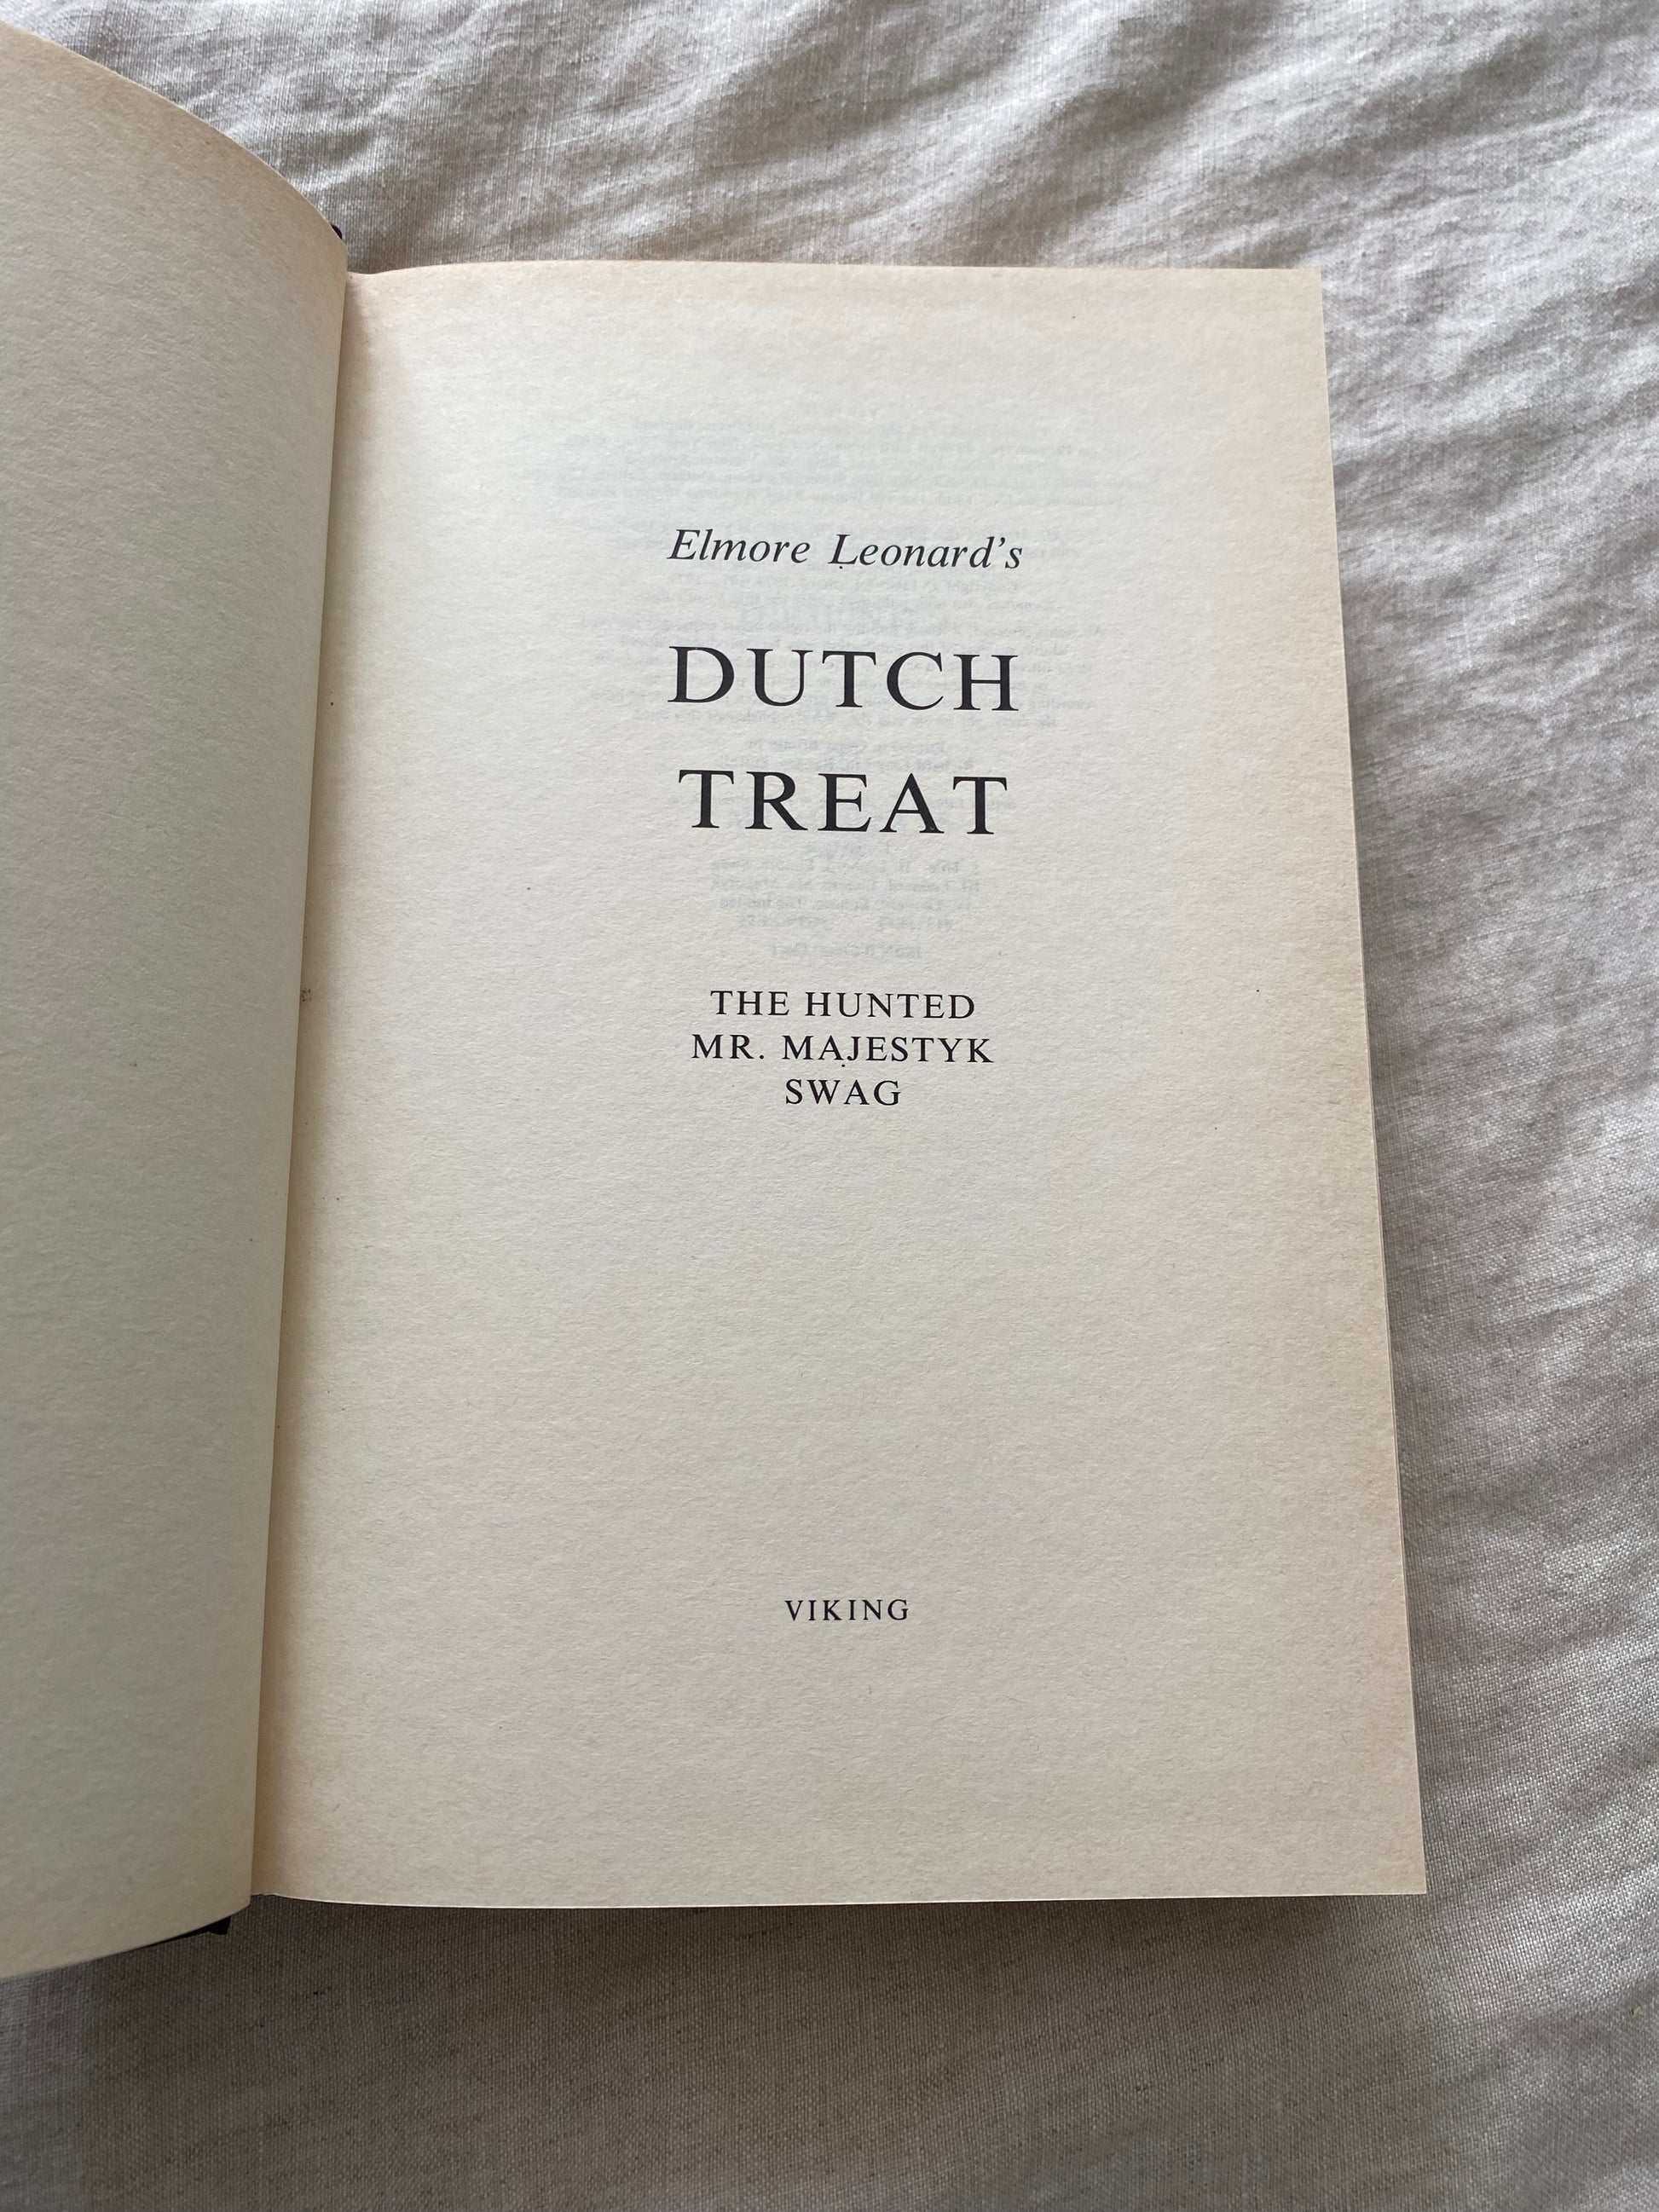 Elmore Leonard's
DUTCH
TREAT
THE HUNTED
MR. MAJESTYK
SWAG
VIKING